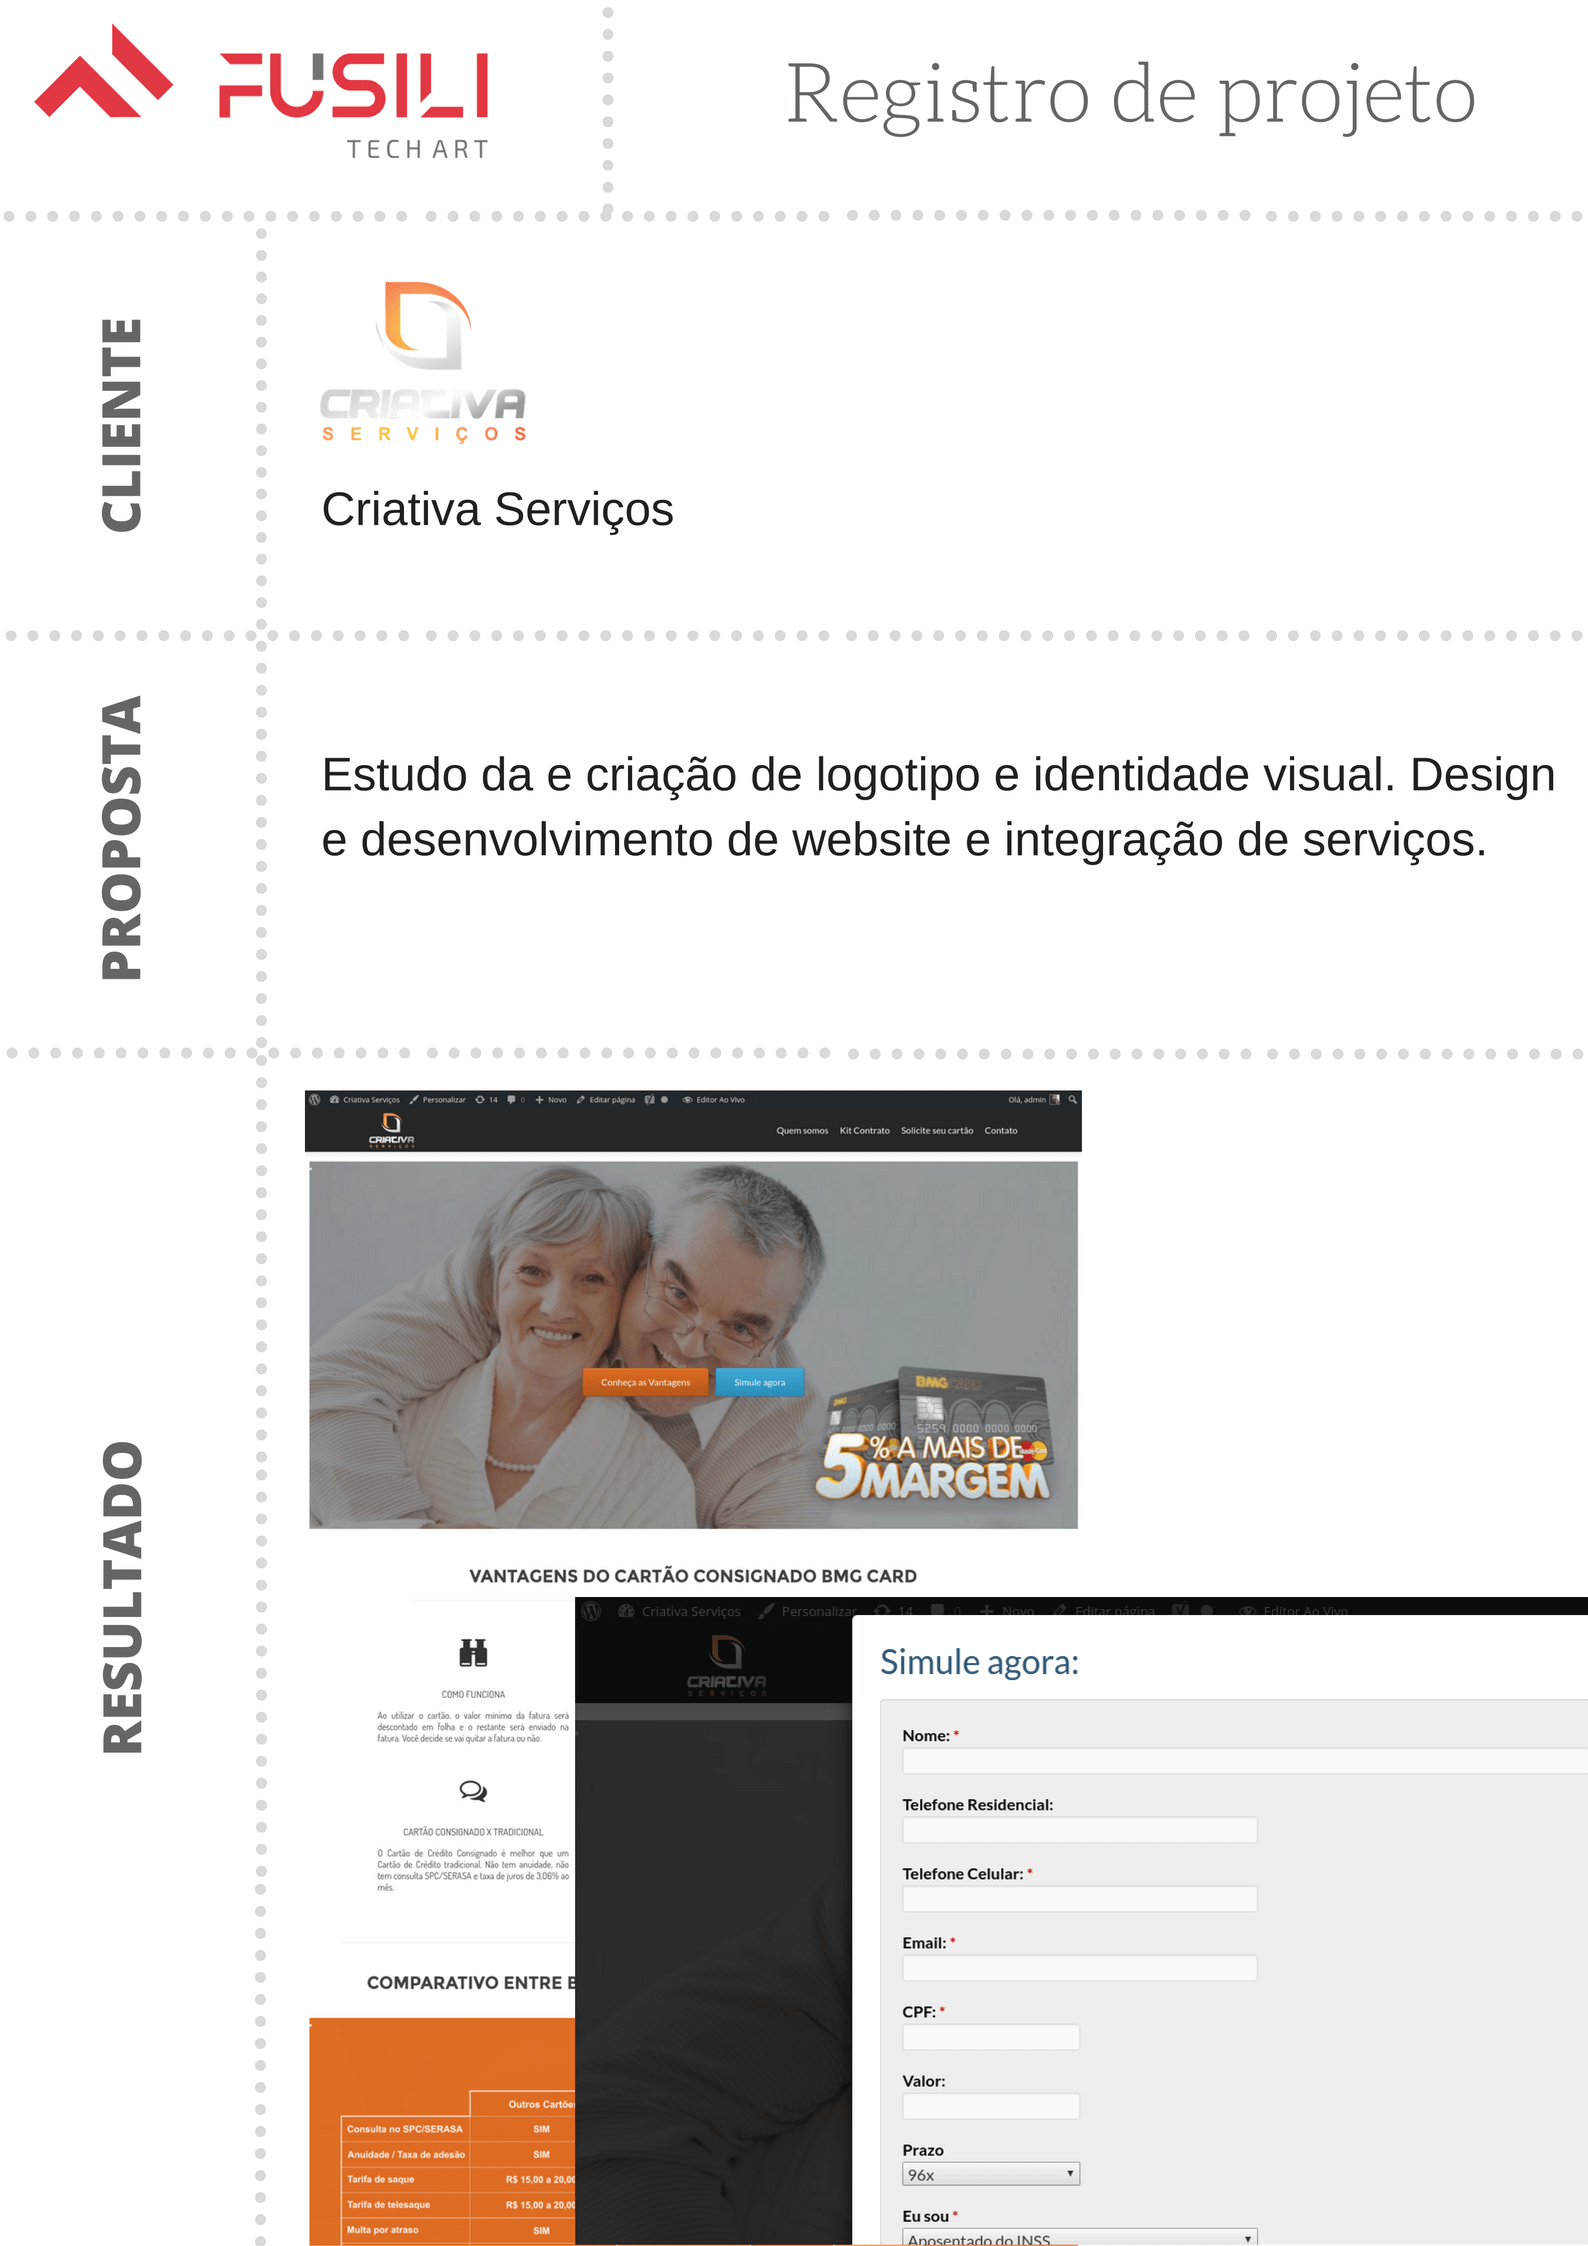 FUSILI
TECH ART
Registro de projeto
CLIENTE
CRIATIVA
SERVIÇOS
Criativa Serviços
PROPOSTA
Estudo da e criação de logotipo e identidade visual. Design
e desenvolvimento de website e integração de serviços.
RESULTADO
Criativa Serviços Personalizar 14 0 Novo Editar página Editor Ao Vivo Olá, admin
CRIATIVA
SERVIÇOS
Quem somos Kit Contrato Solicite seu cartão Contato
Conheça as Vantagens Simule agora
BMG CARD
5259 0000 0000 0000
5% A MAIS DE
MARGEM
VANTAGENS DO CARTÃO CONSIGNADO BMG CARD
COMO FUNCIONA
Ao utilizar o cartão, o valor mínimo da fatura será
descontado em folha e o restante será enviado na
fatura. Você decide se vai quitar a fatura ou não.
CARTÃO CONSIGNADO X TRADICIONAL
O Cartão de Crédito Consignado é melhor que um
Cartão de Crédito tradicional. Não tem anuidade, não
tem consulta SPC/SERASA e taxa de juros de 3,06% ao
mês.
COMPARATIVO ENTRE
Outros Cartões
Consulta no SPC/SERASA SIM
Anuidade / Taxa de adesão SIM
Tarifa de saque R$ 15,00 a 20,00
Tarifa de telesaque R$ 15,00 a 20,00
Multa por atraso SIM
Criativa Serviços Personalizar 14 0 Novo Editar página Editor Ao Vivo
CRIATIVA
SERVIÇOS
Simule agora:
Nome: *
Telefone Residencial:
Telefone Celular: *
Email: *
CPF: *
Valor:
Prazo
96x
Eu sou *
Aposentado do INSS